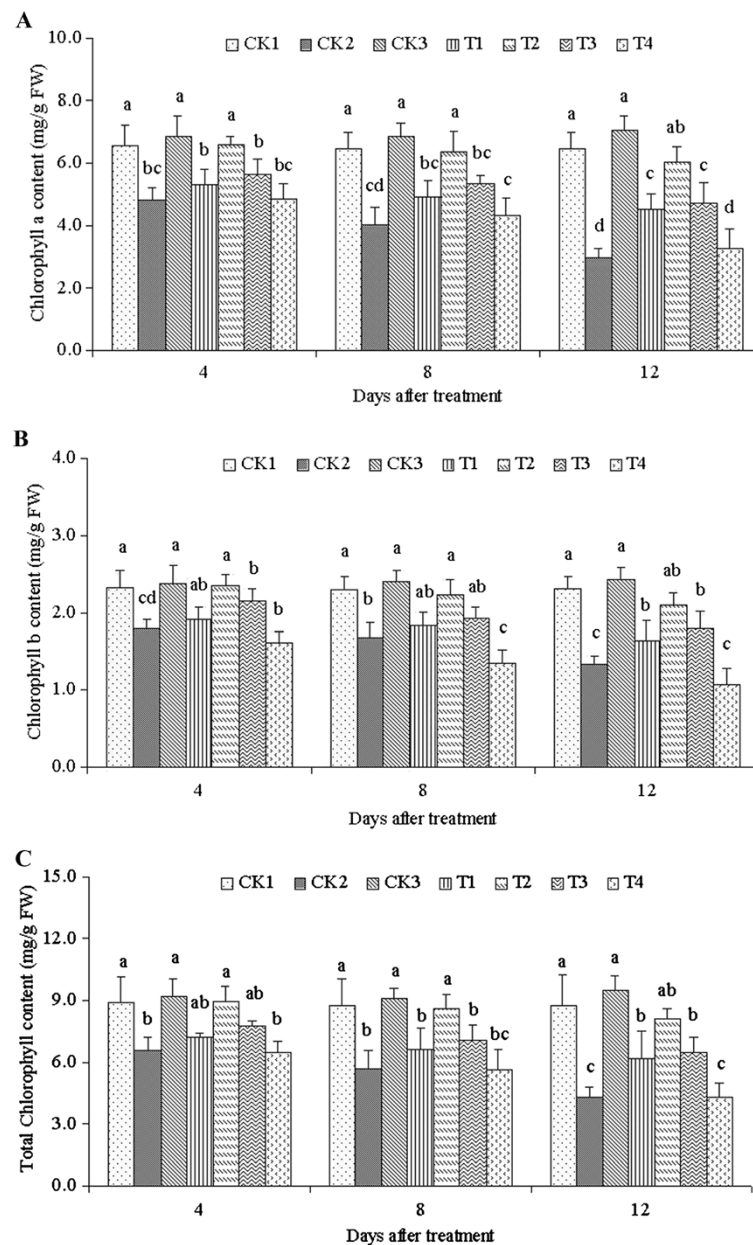 A
10.0
CK1 CK2 CK3 T1 T2 T3 T4
8.0
a a a b bc b bc
a a a cd bc bc c
a a ab c c d d
6.0
4.0
2.0
0.0
Chlorophyll a content (mg/g FW)
4 8 12
Days after treatment
B
4.0
CK1 CK2 CK3 T1 T2 T3 T4
3.0
a cd a ab a b b
a b a ab a ab c
a c a b ab b c
2.0
1.0
0.0
Chlorophyll b content (mg/g FW)
4 8 12
Days after treatment
C
15.0
CK1 CK2 CK3 T1 T2 T3 T4
12.0
a b a ab a ab b
a b a b a b bc
a c a b ab b c
9.0
6.0
3.0
0.0
Total Chlorophyll content (mg/g FW)
4 8 12
Days after treatment